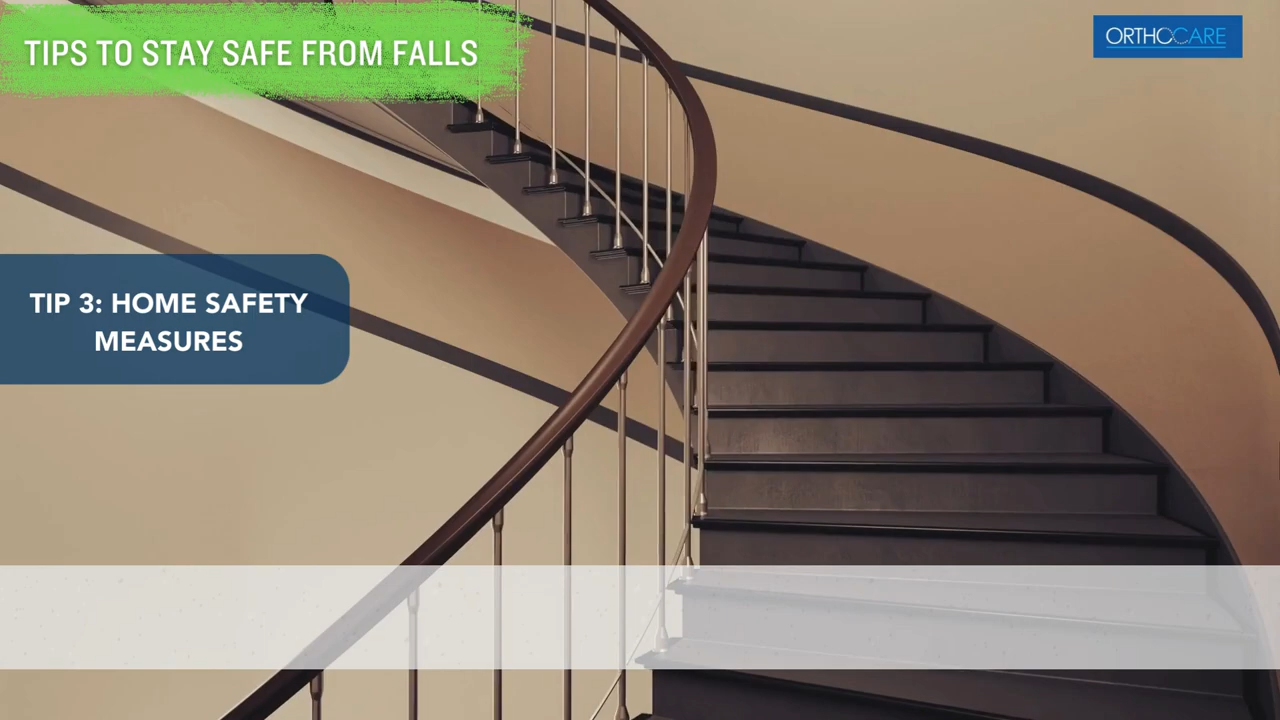 TIPS TO STAY SAFE FROM FALLS
ORTHOCARE
TIP 3: HOME SAFETY
MEASURES